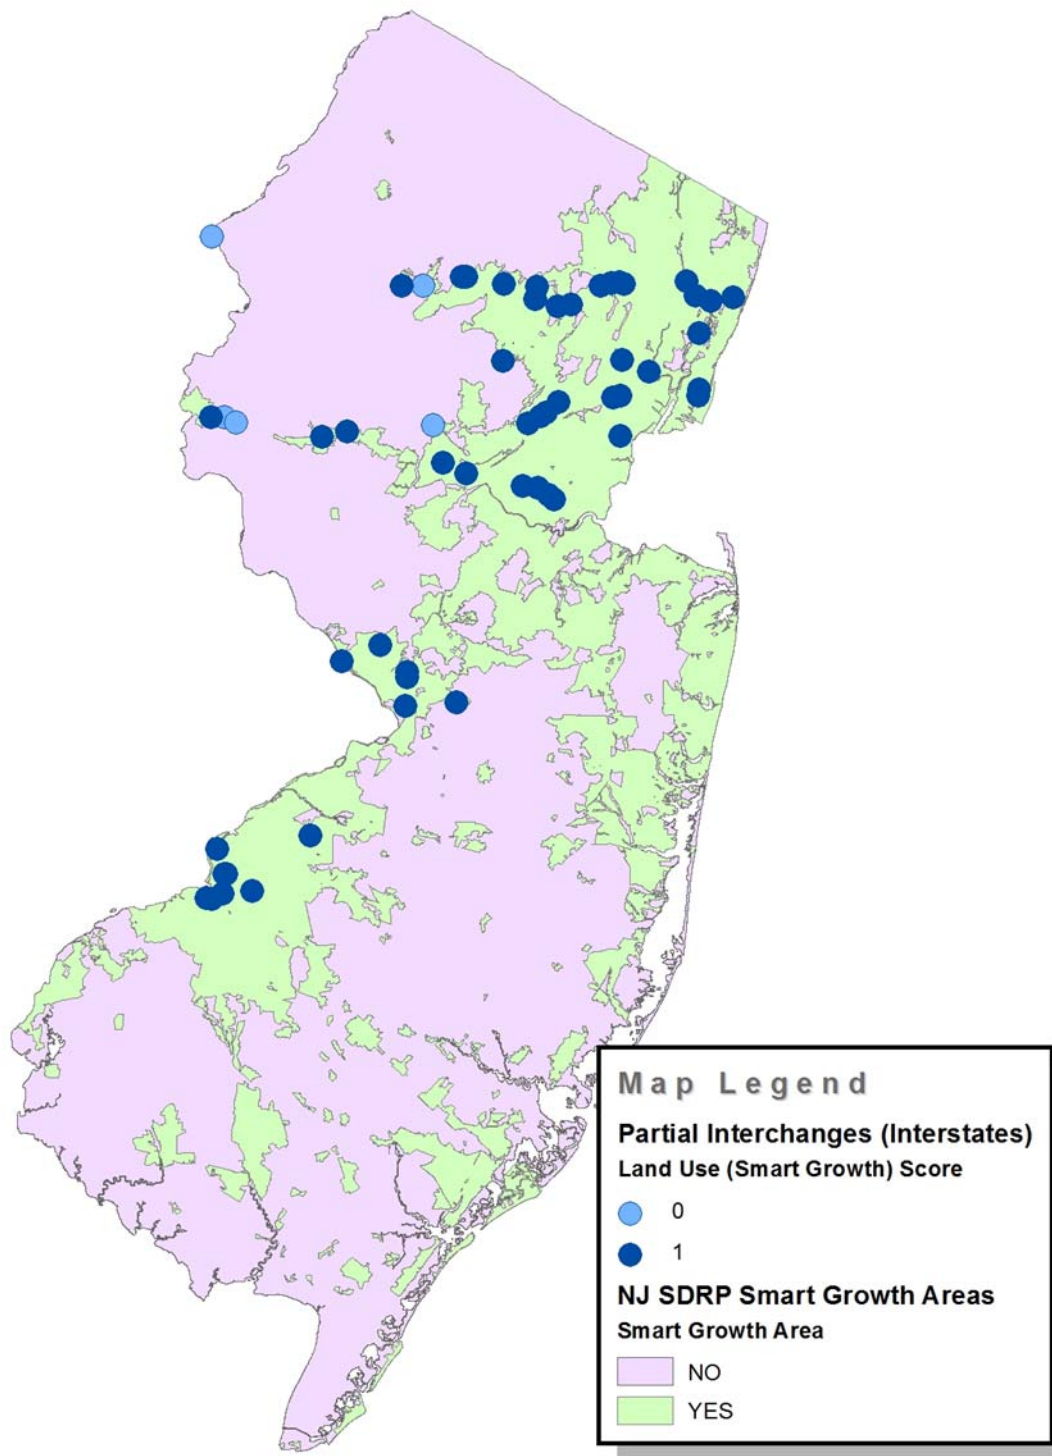 Map Legend
Partial Interchanges (Interstates)
Land Use (Smart Growth) Score
0
1
NJ SDRP Smart Growth Areas
Smart Growth Area
NO
YES